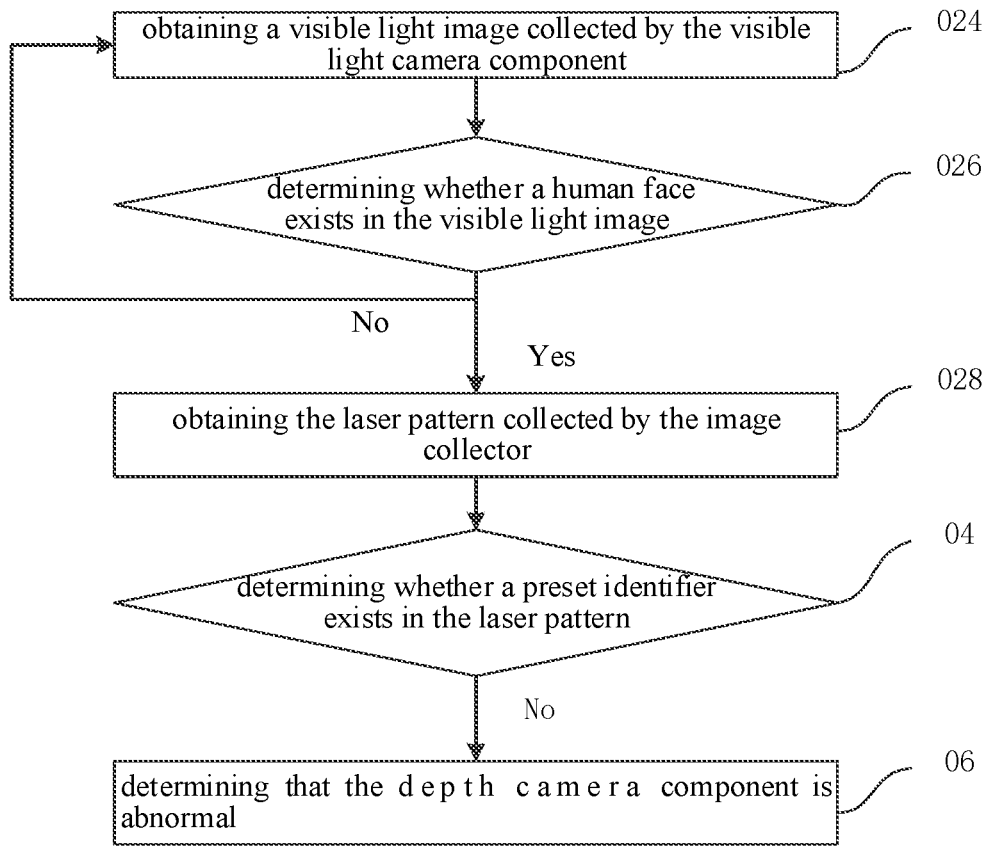 obtaining a visible light image collected by the visible
light camera component
024
determining whether a human face
exists in the visible light image
026
No
Yes
obtaining the laser pattern collected by the image
collector
028
determining whether a preset identifier
exists in the laser pattern
04
No
determining that the depth camera component is
abnormal
06